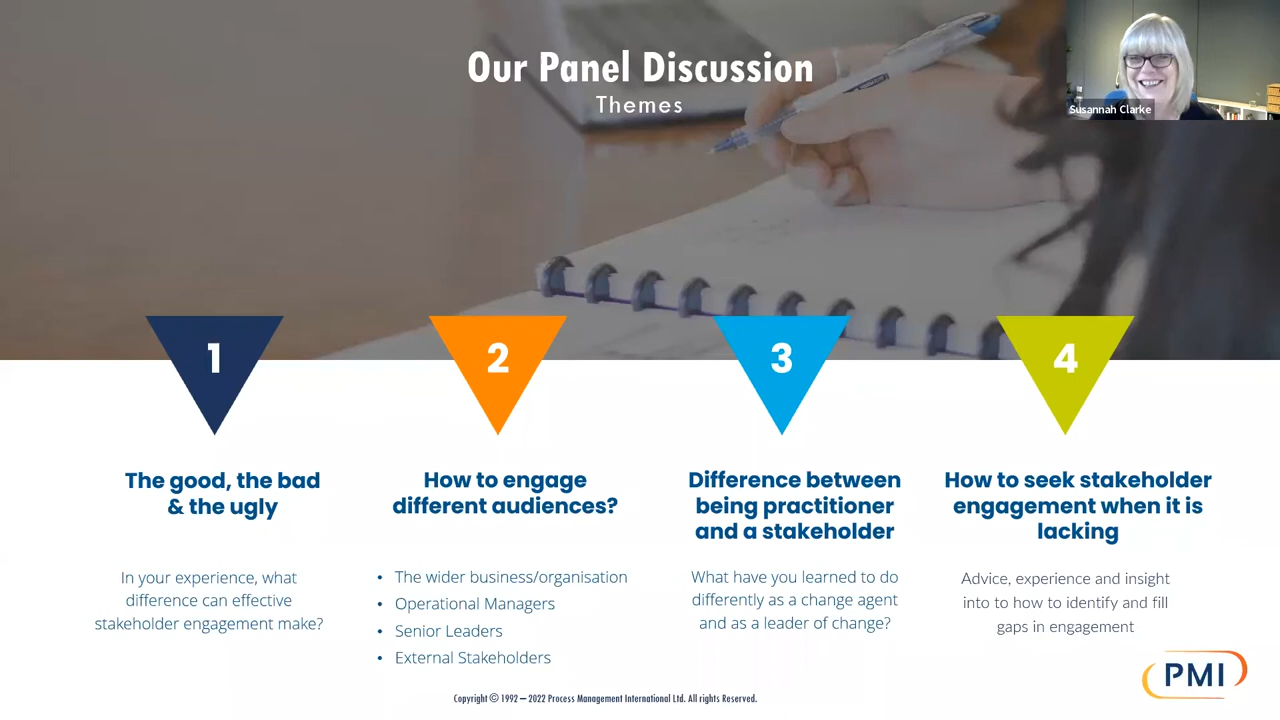 Our Panel Discussion
Themes
Susannah Clarke
1
2
3
4
The good, the bad
& the ugly
In your experience, what
difference can effective
stakeholder engagement make?
How to engage
different audiences?
• The wider business/organisation
• Operational Managers
• Senior Leaders
• External Stakeholders
Difference between
being practitioner
and a stakeholder
What have you learned to do
differently as a change agent
and as a leader of change?
How to seek stakeholder
engagement when it is
lacking
Advice, experience and insight
into to how to identify and fill
gaps in engagement
PMI
Copyright © 1992 – 2022 Process Management International Ltd. All rights Reserved.